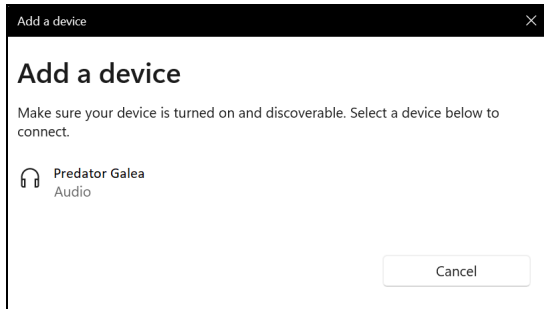 Add a device
Add a device
Make sure your device is turned on and discoverable. Select a device below to
connect.
Predator Galea
Audio
Cancel